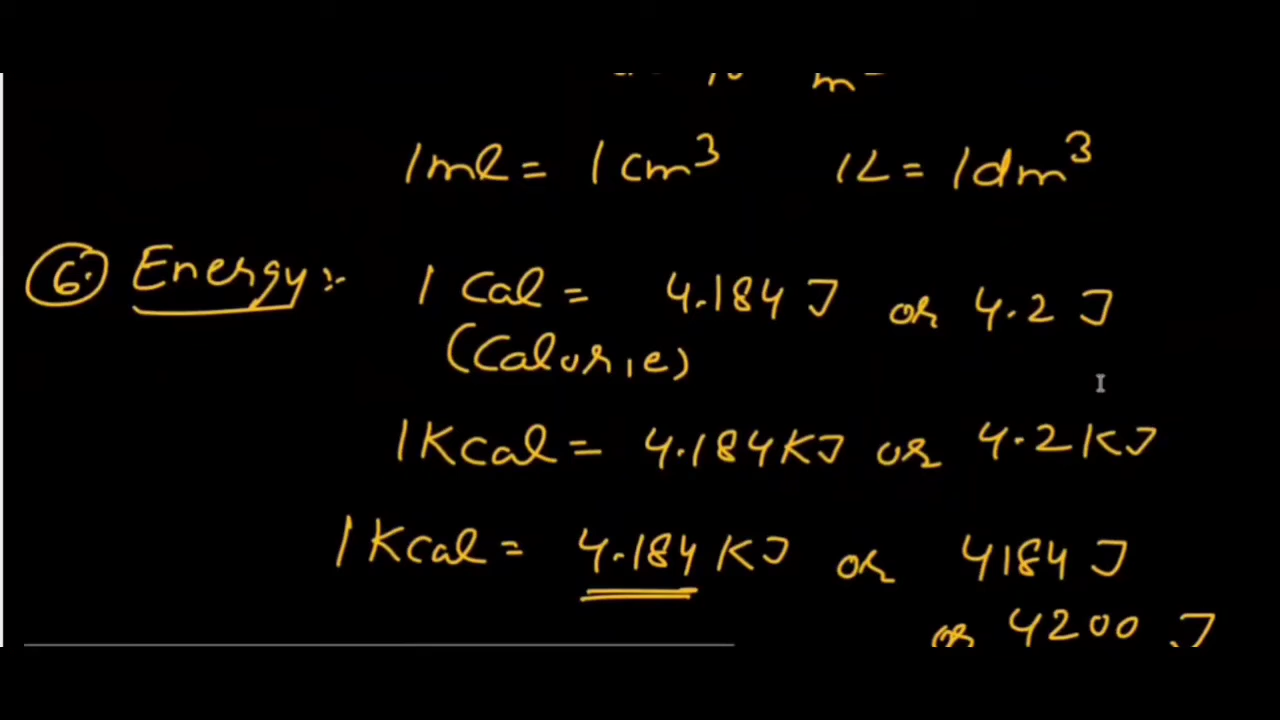 1ml = 1cm³ 1L = 1dm³
6. Energy:- 1 Cal = 4.184 J or 4.2 J
(Calorie)
1Kcal = 4.184KJ or 4.2KJ
1Kcal = 4.184 KJ or 4184 J
or 4200 J